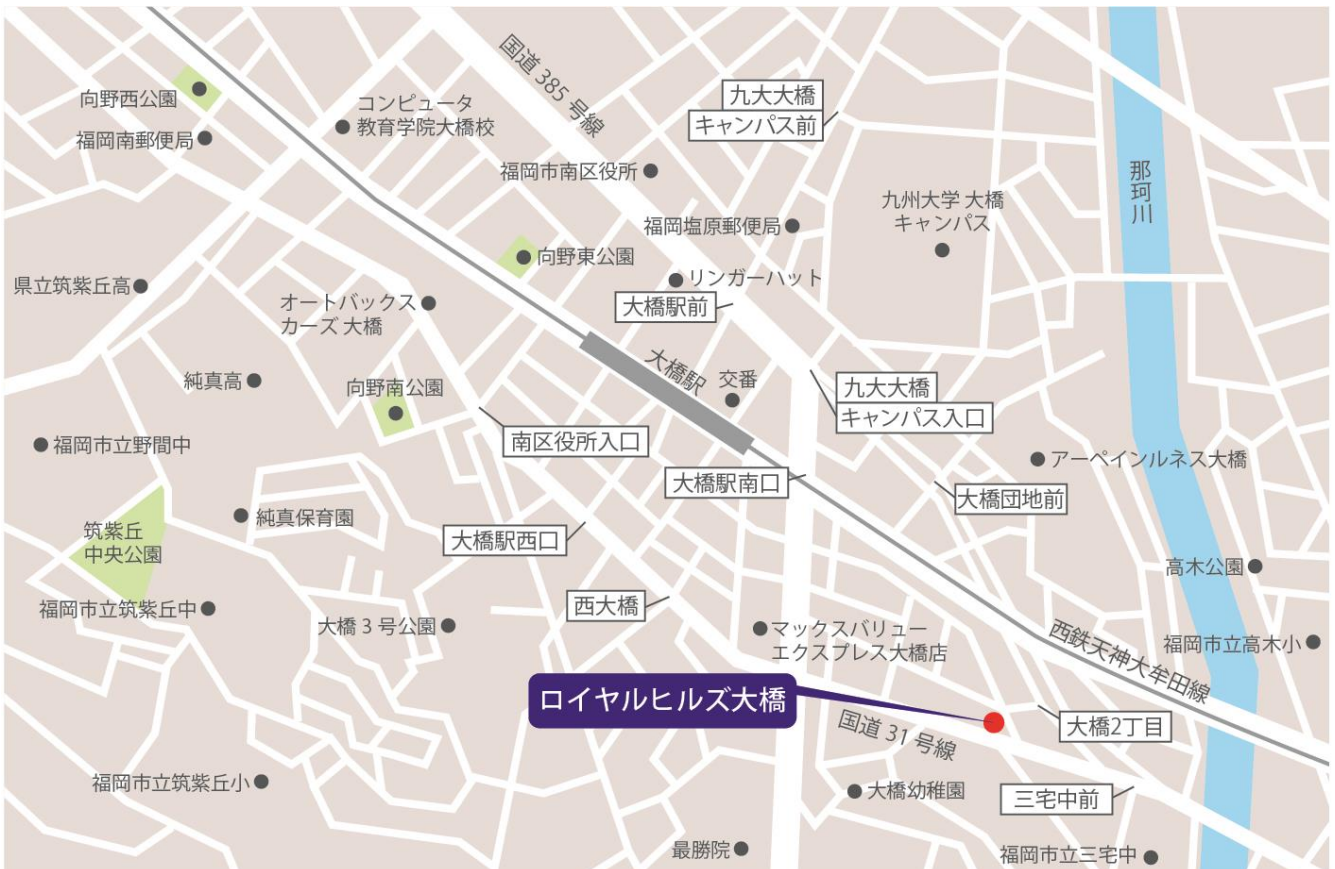 国道 385 号線
九大大橋
キャンパス前
向野西公園
コンピュータ
教育学院大橋校
福岡南郵便局
福岡市南区役所
那珂川
九州大学 大橋
キャンパス
福岡塩原郵便局
向野東公園
リンガーハット
県立筑紫丘高
オートバックス
カーズ 大橋
大橋駅前
大橋駅
純真高
向野南公園
交番
九大大橋
キャンパス入口
福岡市立野間中
南区役所入口
アーペインルネス大橋
大橋駅南口
大橋団地前
純真保育園
筑紫丘
中央公園
大橋駅西口
高木公園
福岡市立筑紫丘中
西大橋
大橋 3 号公園
マックスバリュー
エクスプレス大橋店
西鉄天神大牟田線
福岡市立高木小
ロイヤルヒルズ大橋
国道 31 号線
大橋2丁目
福岡市立筑紫丘小
大橋幼稚園
三宅中前
最勝院
福岡市立三宅中